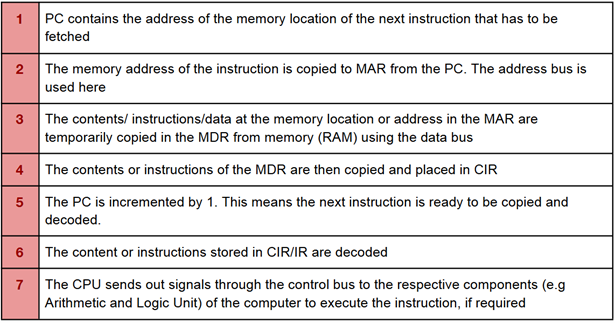 1 PC contains the address of the memory location of the next instruction that has to be
fetched
2 The memory address of the instruction is copied to MAR from the PC. The address bus is
used here
3 The contents/ instructions/data at the memory location or address in the MAR are
temporarily copied in the MDR from memory (RAM) using the data bus
4 The contents or instructions of the MDR are then copied and placed in CIR
5 The PC is incremented by 1. This means the next instruction is ready to be copied and
decoded.
6 The content or instructions stored in CIR/IR are decoded
7 The CPU sends out signals through the control bus to the respective components (e.g
Arithmetic and Logic Unit) of the computer to execute the instruction, if required